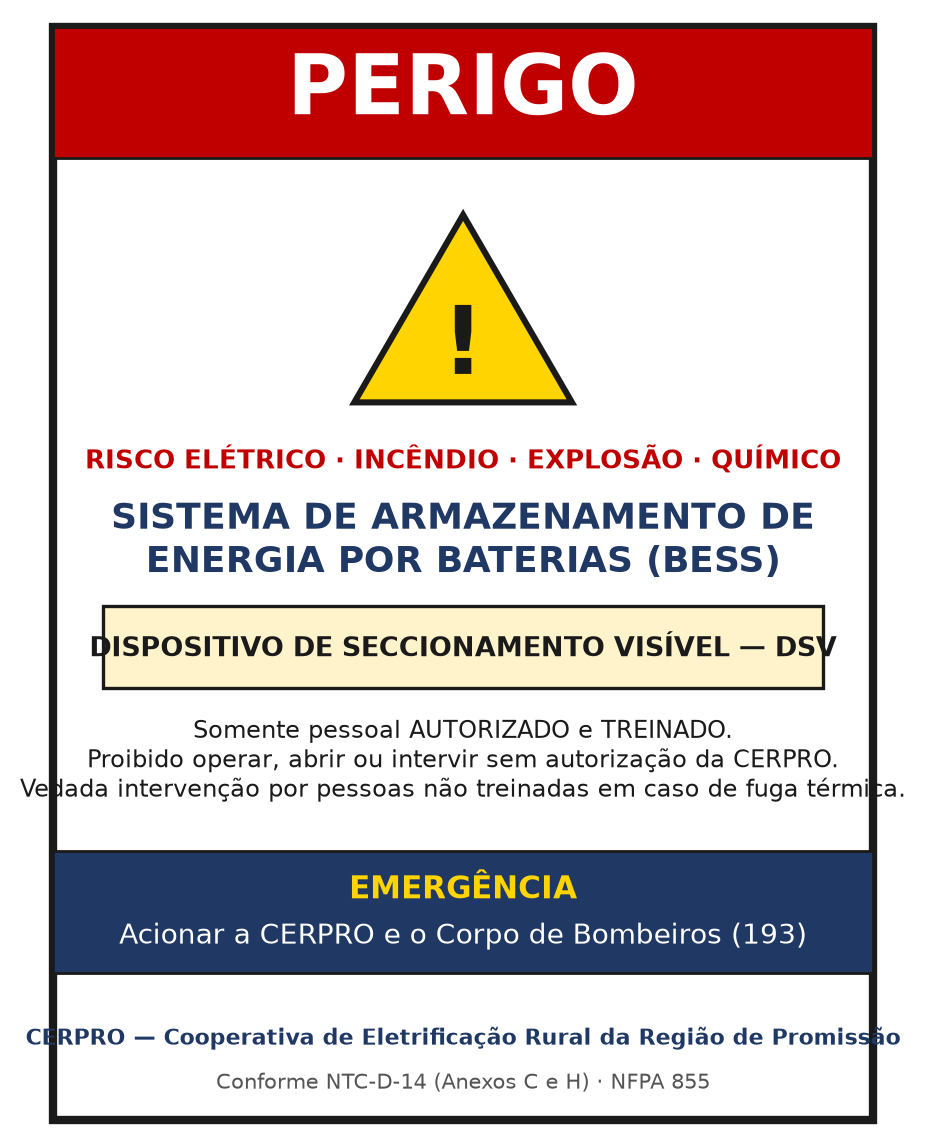 PERIGO
!
RISCO ELÉTRICO · INCÊNDIO · EXPLOSÃO · QUÍMICO
SISTEMA DE ARMAZENAMENTO DE
ENERGIA POR BATERIAS (BESS)
DISPOSITIVO DE SECCIONAMENTO VISÍVEL — DSV
Somente pessoal AUTORIZADO e TREINADO.
Proibido operar, abrir ou intervir sem autorização da CERPRO.
Vedada intervenção por pessoas não treinadas em caso de fuga térmica.
EMERGÊNCIA
Acionar a CERPRO e o Corpo de Bombeiros (193)
CERPRO — Cooperativa de Eletrificação Rural da Região de Promissão
Conforme NTC-D-14 (Anexos C e H) · NFPA 855